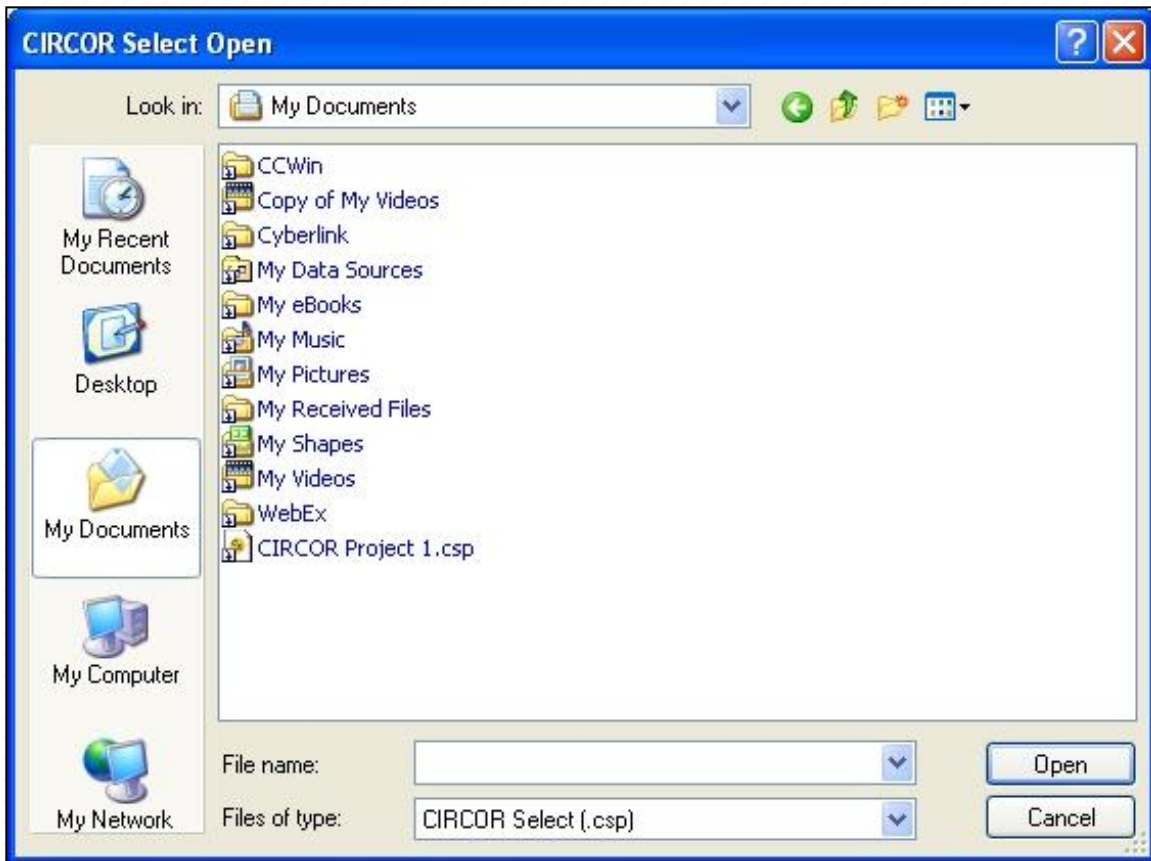 CIRCOR Select Open
Look in: My Documents
My Recent
Documents
Desktop
My Documents
My Computer
My Network
CCWin
Copy of My Videos
Cyberlink
My Data Sources
My eBooks
My Music
My Pictures
My Received Files
My Shapes
My Videos
WebEx
CIRCOR Project 1.csp
File name:
Open
Files of type: CIRCOR Select (.csp)
Cancel